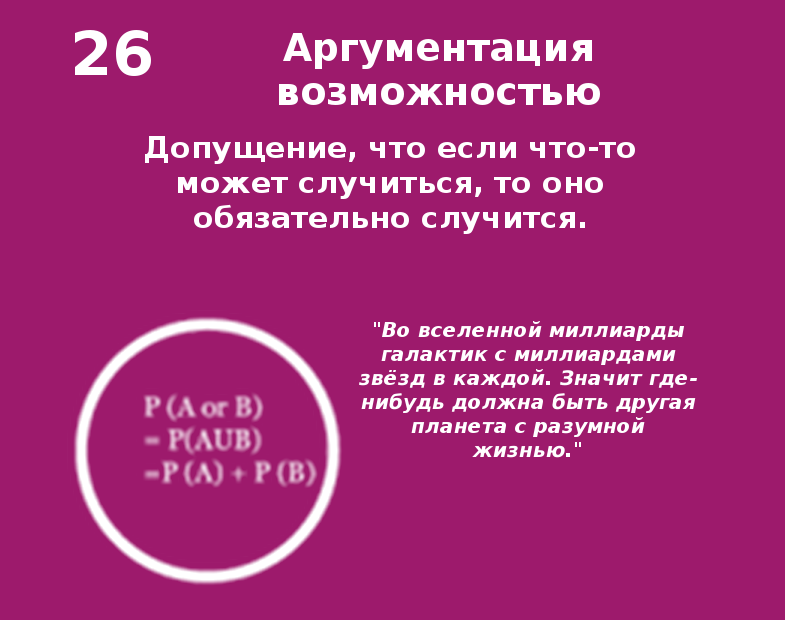 26
Аргументация
возможностью
Допущение, что если что-то
может случиться, то оно
обязательно случится.
P (A or B)
= P(AUB)
=P (A) + P (B)
"Во вселенной миллиарды
галактик с миллиардами
звёзд в каждой. Значит где-
нибудь должна быть другая
планета с разумной
жизнью."